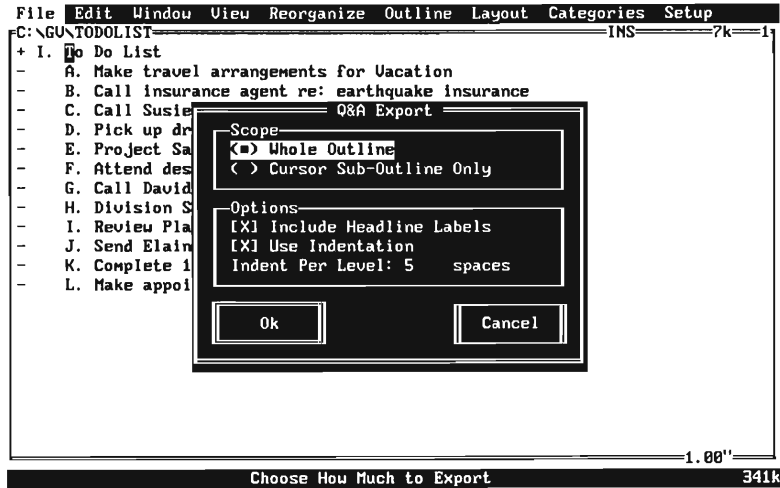 File Edit Window View Reorganize Outline Layout Categories Setup
C:\GV\TODOLIST INS 7k 1
+ I. To Do List
- A. Make travel arrangements for Vacation
- B. Call insurance agent re: earthquake insurance
- C. Call Susie
- D. Pick up dr
- E. Project Sa
- F. Attend des
- G. Call David
- H. Division S
- I. Review Pla
- J. Send Elain
- K. Complete 1
- L. Make appoi
Q&A Export
Scope
(■) Whole Outline
( ) Cursor Sub-Outline Only
Options
[X] Include Headline Labels
[X] Use Indentation
Indent Per Level: 5 spaces
Ok Cancel
1.00"
Choose How Much to Export 341k